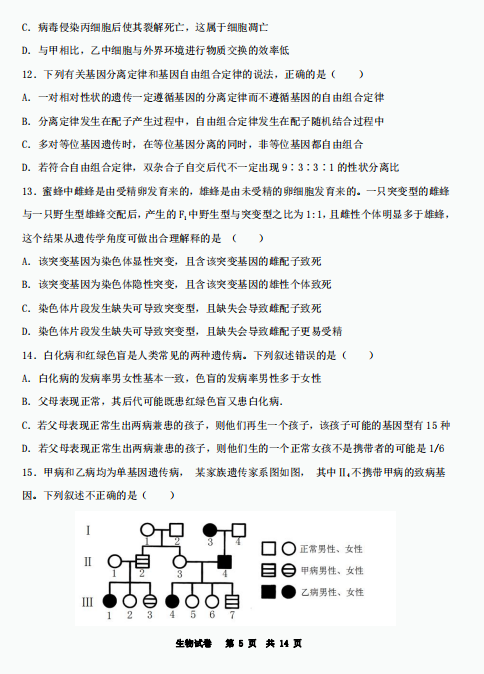 C．病毒侵染丙细胞后使其裂解死亡，这属于细胞凋亡
D．与甲相比，乙中细胞与外界环境进行物质交换的效率低
12．下列有关基因分离定律和基因自由组合定律的说法，正确的是（　　）
A．一对相对性状的遗传一定遵循基因的分离定律而不遵循基因的自由组合定律
B．分离定律发生在配子产生过程中，自由组合定律发生在配子随机结合过程中
C．多对等位基因遗传时，在等位基因分离的同时，非等位基因都自由组合
D．若符合自由组合定律，双杂合子自交后代不一定出现9∶3∶3∶1的性状分离比
13．蜜蜂中雌蜂是由受精卵发育来的，雄蜂是由未受精的卵细胞发育来的。一只突变型的雌蜂
与一只野生型雄蜂交配后，产生的F₁中野生型与突变型之比为1:1，且雌性个体明显多于雄蜂，
这个结果从遗传学角度可做出合理解释的是 （　　）
A．该突变基因为染色体显性突变，且含该突变基因的雌配子致死
B．该突变基因为染色体隐性突变，且含该突变基因的雄性个体致死
C．染色体片段发生缺失可导致突变型，且缺失会导致雌配子致死
D．染色体片段发生缺失可导致突变型，且缺失会导致雌配子更易受精
14．白化病和红绿色盲是人类常见的两种遗传病。下列叙述错误的是（　　）
A．白化病的发病率男女性基本一致，色盲的发病率男性多于女性
B．父母表现正常，其后代可能既患红绿色盲又患白化病．
C．若父母表现正常生出两病兼患的孩子，则他们再生一个孩子，该孩子可能的基因型有15种
D．若父母表现正常生出两病兼患的孩子，则他们生的一个正常女孩不是携带者的可能是1/6
15．甲病和乙病均为单基因遗传病， 某家族遗传家系图如图， 其中Ⅱ₄不携带甲病的致病基
因。下列叙述不正确的是（　　）
Ⅰ 1 2 3 4
正常男性、女性
Ⅱ 1 2 3 4
甲病男性、女性
乙病男性、女性
Ⅲ 1 2 3 4 5 6 7
生物试卷 第 5 页 共 14 页